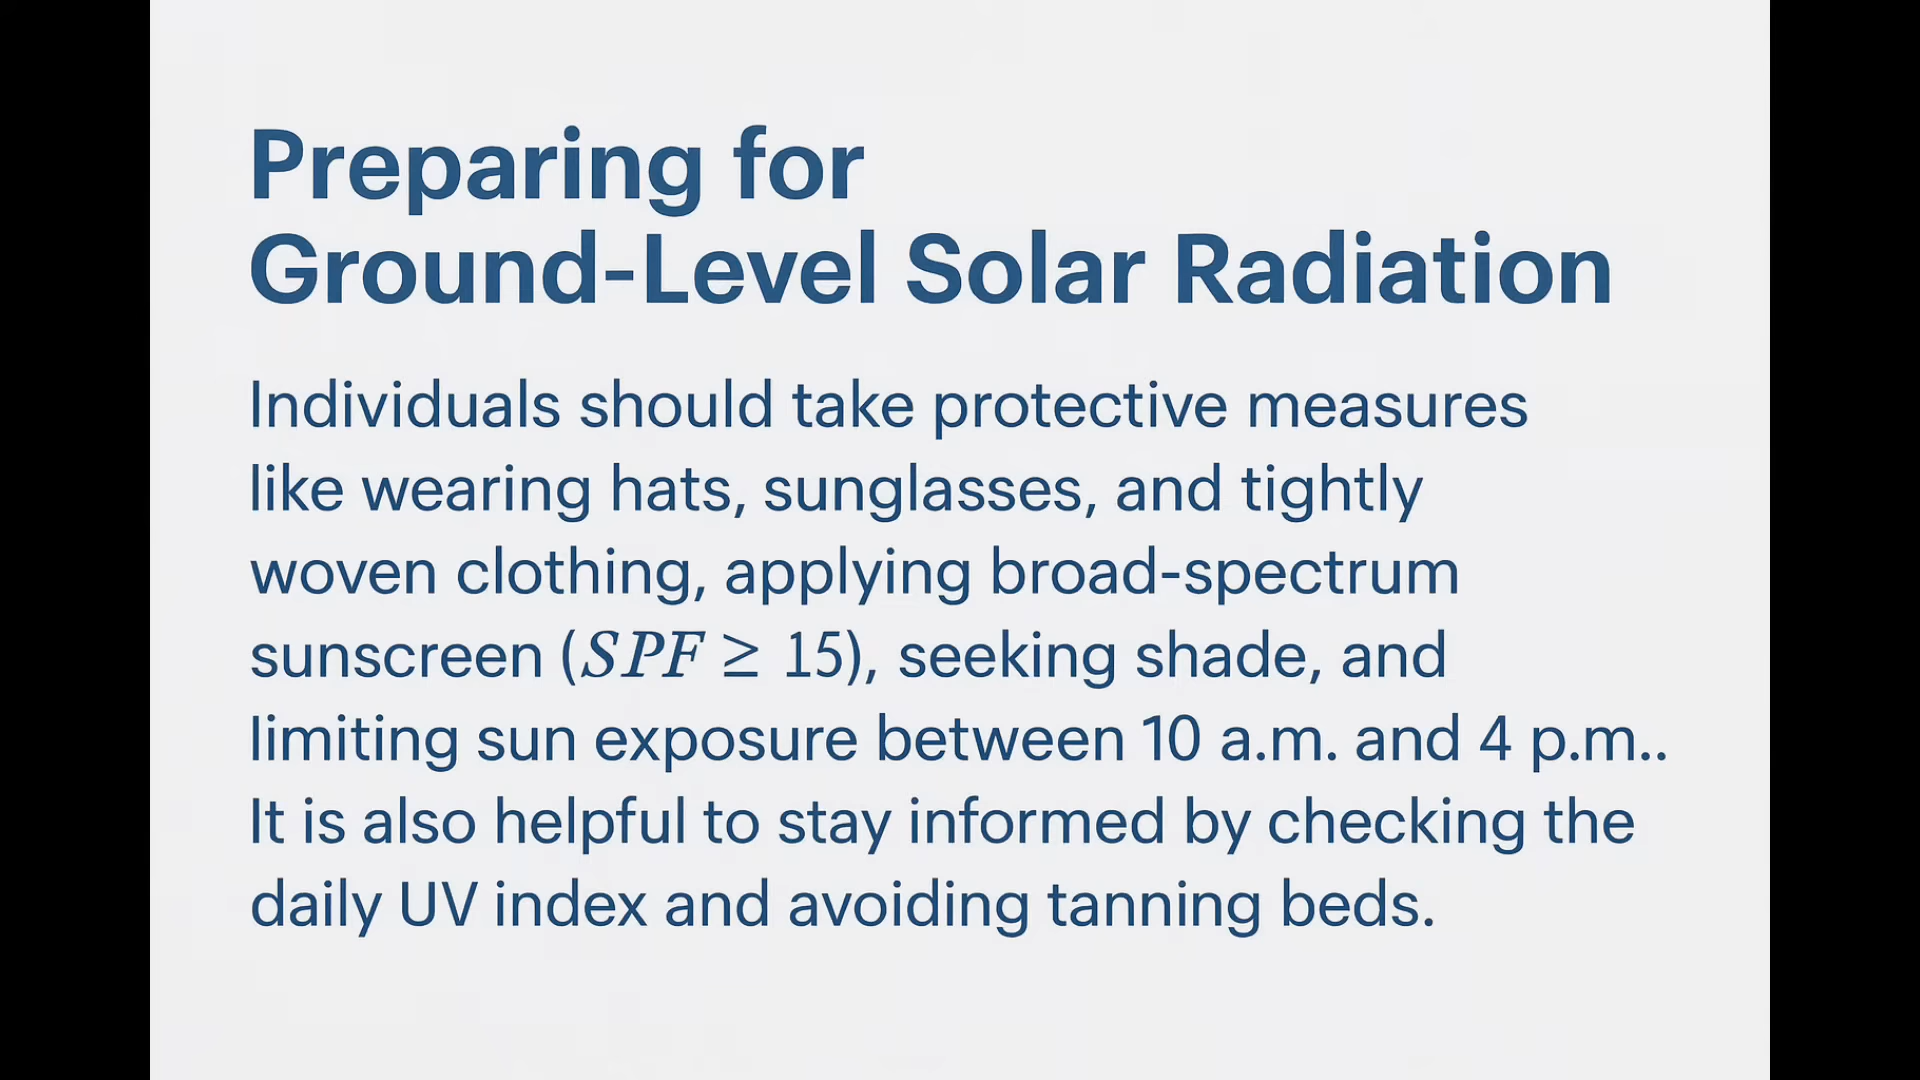 Preparing for
Ground-Level Solar Radiation
Individuals should take protective measures
like wearing hats, sunglasses, and tightly
woven clothing, applying broad-spectrum
sunscreen (SPF ≥ 15), seeking shade, and
limiting sun exposure between 10 a.m. and 4 p.m..
It is also helpful to stay informed by checking the
daily UV index and avoiding tanning beds.